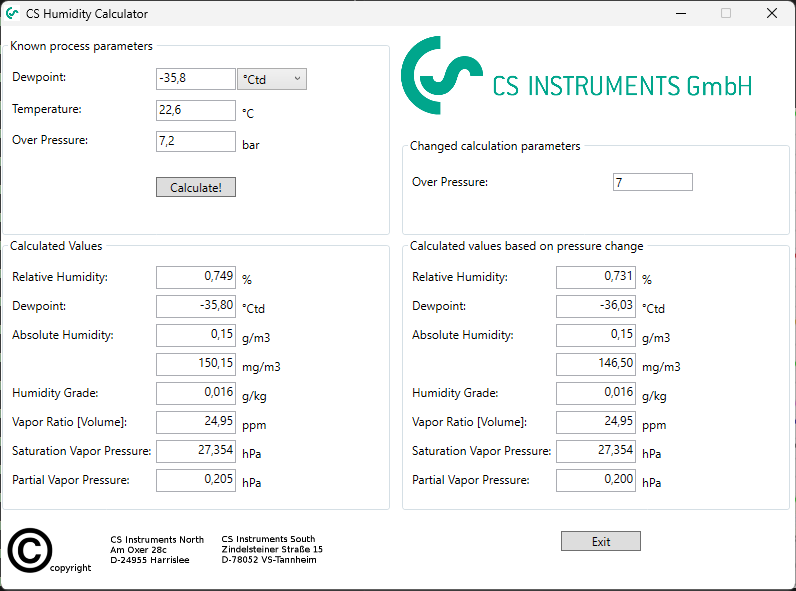 CS Humidity Calculator
Known process parameters
Dewpoint: -35,8 °Ctd
Temperature: 22,6 °C
Over Pressure: 7,2 bar
Calculate!
CS INSTRUMENTS GmbH
Changed calculation parameters
Over Pressure: 7
Calculated Values
Relative Humidity: 0,749 %
Dewpoint: -35,80 °Ctd
Absolute Humidity: 0,15 g/m3
150,15 mg/m3
Humidity Grade: 0,016 g/kg
Vapor Ratio [Volume]: 24,95 ppm
Saturation Vapor Pressure: 27,354 hPa
Partial Vapor Pressure: 0,205 hPa
Calculated values based on pressure change
Relative Humidity: 0,731 %
Dewpoint: -36,03 °Ctd
Absolute Humidity: 0,15 g/m3
146,50 mg/m3
Humidity Grade: 0,016 g/kg
Vapor Ratio [Volume]: 24,95 ppm
Saturation Vapor Pressure: 27,354 hPa
Partial Vapor Pressure: 0,200 hPa
© copyright
CS Instruments North
Am Oxer 28c
D-24955 Harrislee
CS Instruments South
Zindelsteiner Straße 15
D-78052 VS-Tannheim
Exit